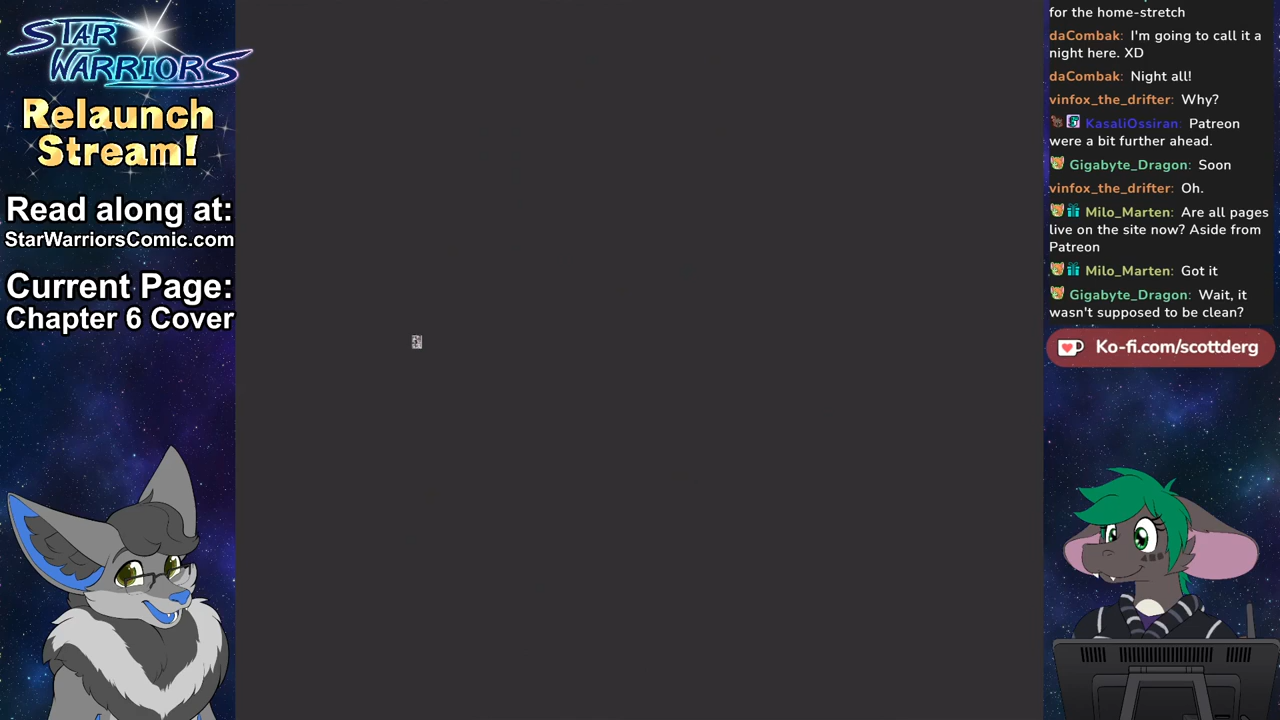 STAR
WARRIORS
Relaunch
Stream!
Read along at:
StarWarriorsComic.com
Current Page:
Chapter 6 Cover
for the home-stretch
daCombak: I'm going to call it a
night here. XD
daCombak: Night all!
vinfox_the_drifter: Why?
KasaliOssiran: Patreon
were a bit further ahead.
Gigabyte_Dragon: Soon
vinfox_the_drifter: Oh.
Milo_Marten: Are all pages
live on the site now? Aside from
Patreon
Milo_Marten: Got it
Gigabyte_Dragon: Wait, it
wasn't supposed to be clean?
Ko-fi.com/scottderg